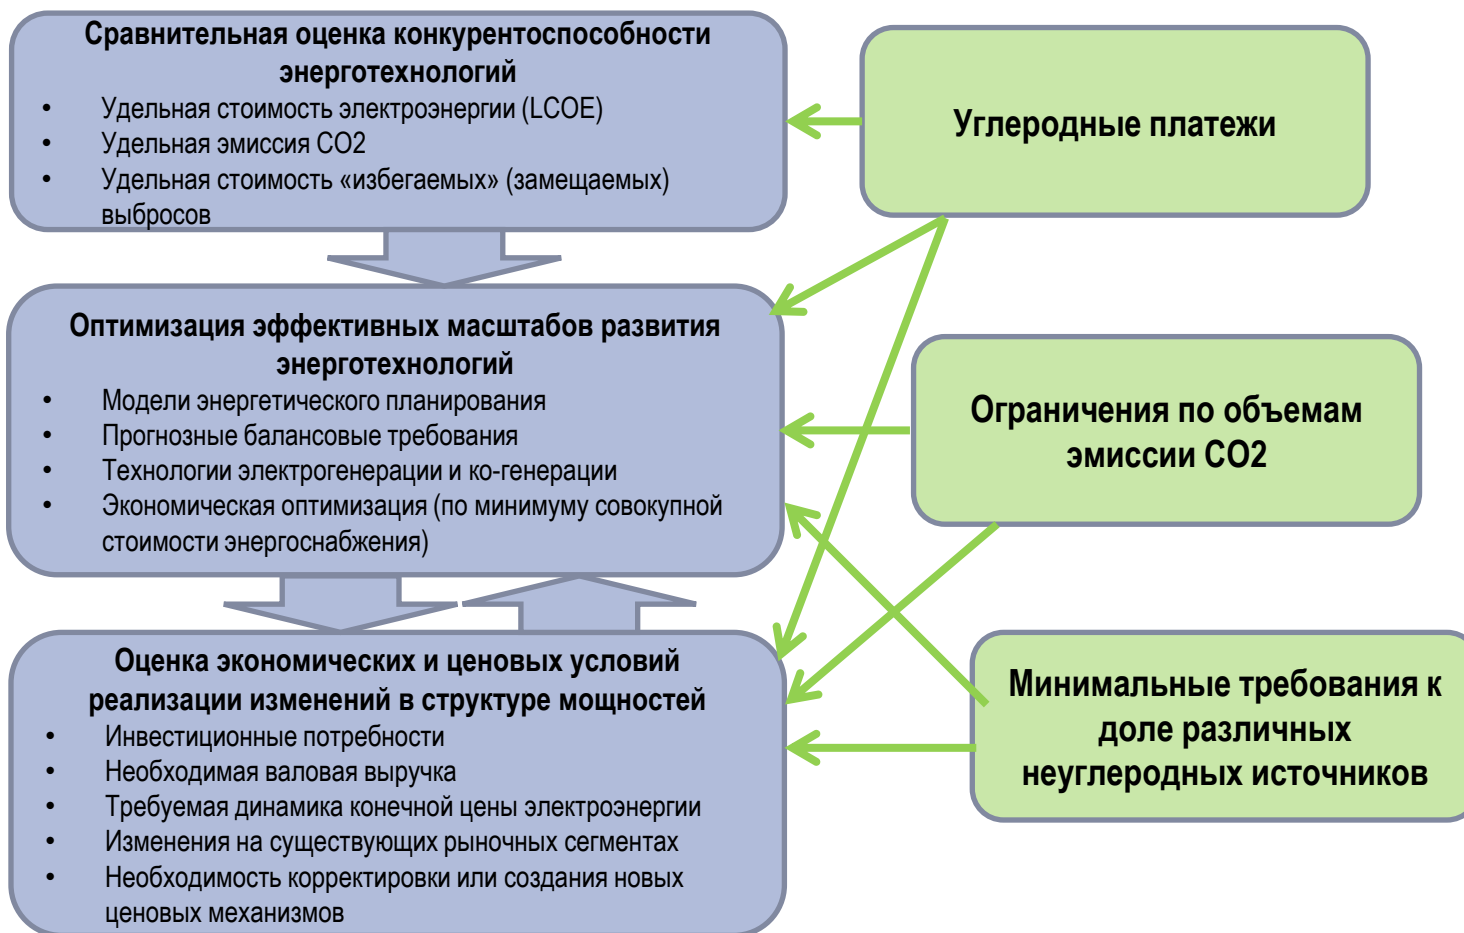 Сравнительная оценка конкурентоспособности
энерготехнологий
• Удельная стоимость электроэнергии (LCOE)
• Удельная эмиссия СО2
• Удельная стоимость «избегаемых» (замещаемых)
выбросов
Углеродные платежи
Оптимизация эффективных масштабов развития
энерготехнологий
• Модели энергетического планирования
• Прогнозные балансовые требования
• Технологии электрогенерации и ко-генерации
• Экономическая оптимизация (по минимуму совокупной
стоимости энергоснабжения)
Ограничения по объемам
эмиссии СО2
Оценка экономических и ценовых условий
реализации изменений в структуре мощностей
• Инвестиционные потребности
• Необходимая валовая выручка
• Требуемая динамика конечной цены электроэнергии
• Изменения на существующих рыночных сегментах
• Необходимость корректировки или создания новых
ценовых механизмов
Минимальные требования к
доле различных
неуглеродных источников